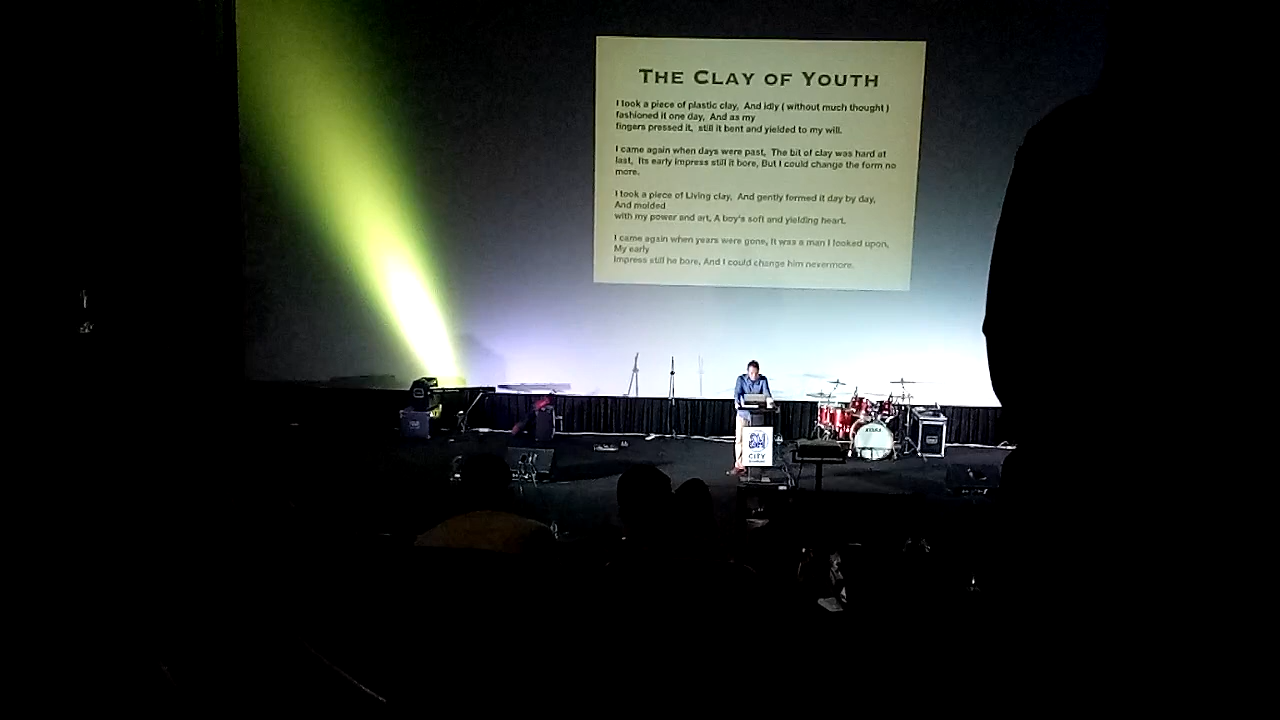 THE CLAY OF YOUTH
I took a piece of plastic clay, And idly ( without much thought )
fashioned it one day, And as my
fingers pressed it, still it bent and yielded to my will.
I came again when days were past, The bit of clay was hard at
last, Its early impress still it bore, But I could change the form no
more.
I took a piece of Living clay, And gently formed it day by day,
And molded
with my power and art, A boy's soft and yielding heart.
I came again when years were gone, It was a man I looked upon,
My early
impress still he bore, And I could change him nevermore.
SM
CITY
TAMA